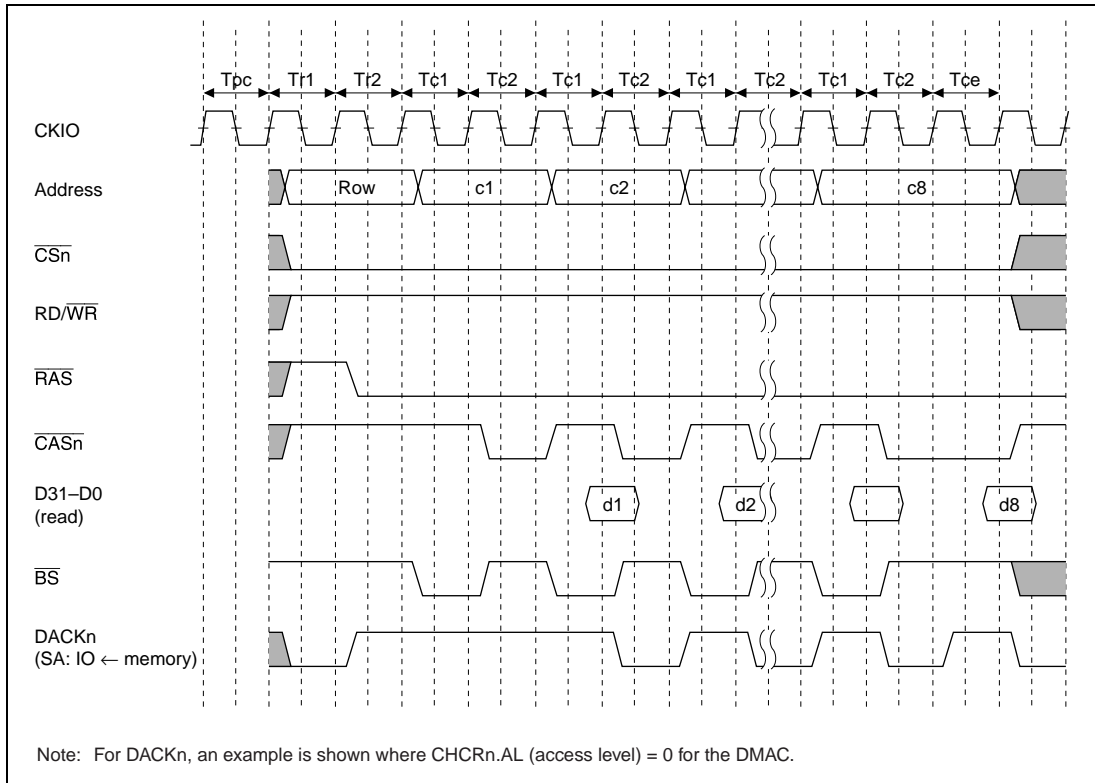 Tpc Tr1 Tr2 Tc1 Tc2 Tc1 Tc2 Tc1 Tc2 Tc1 Tc2 Tce
CKIO
Address Row c1 c2 c8
CSn
RD/WR
RAS
CASn
D31–D0
(read) d1 d2 d8
BS
DACKn
(SA: IO ← memory)
Note: For DACKn, an example is shown where CHCRn.AL (access level) = 0 for the DMAC.